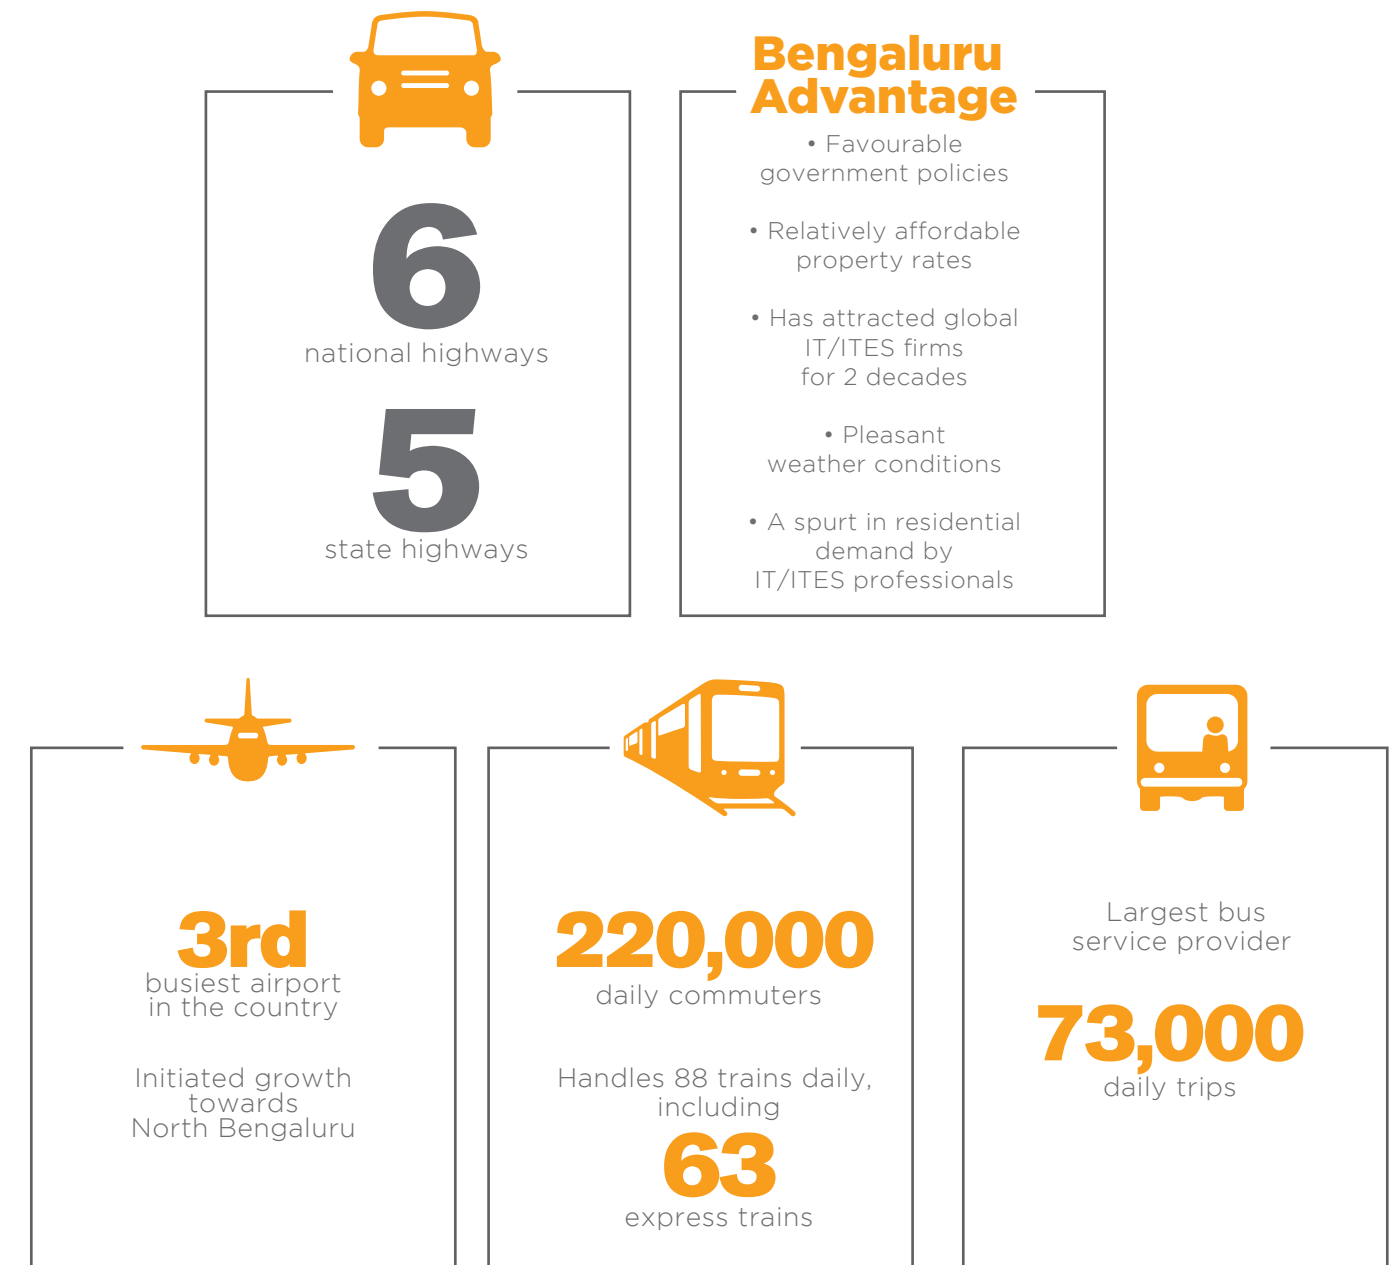 6
national highways
5
state highways
Bengaluru
Advantage
• Favourable
government policies
• Relatively affordable
property rates
• Has attracted global
IT/ITES firms
for 2 decades
• Pleasant
weather conditions
• A spurt in residential
demand by
IT/ITES professionals
3rd
busiest airport
in the country
Initiated growth
towards
North Bengaluru
220,000
daily commuters
Handles 88 trains daily,
including
63
express trains
Largest bus
service provider
73,000
daily trips